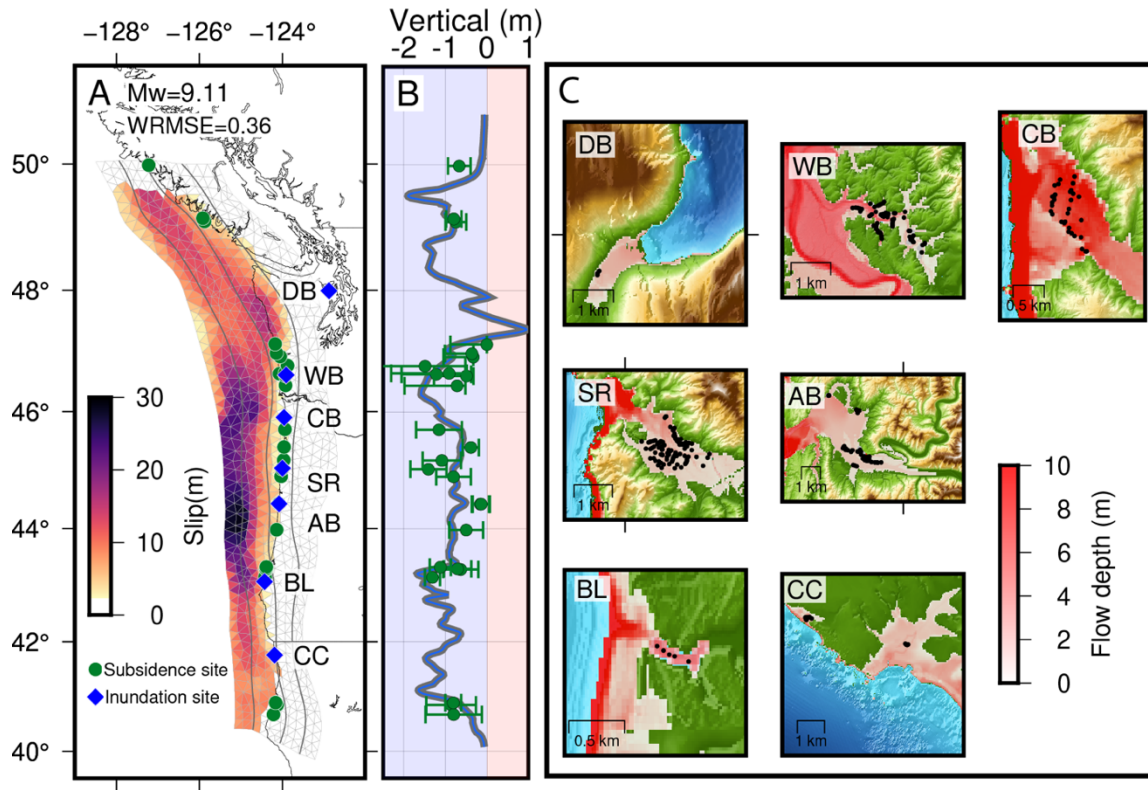 −128° −126° −124°
Vertical (m)
−2 −1 0 1
A Mw=9.11
WRMSE=0.36
B
C
50°
48°
46°
44°
42°
40°
DB
WB
CB
SR
AB
BL
CC
30
20
10
0
Slip(m)
Subsidence site
Inundation site
DB
1 km
WB
1 km
CB
0.5 km
SR
1 km
AB
1 km
BL
0.5 km
CC
1 km
10
8
6
4
2
0
Flow depth (m)